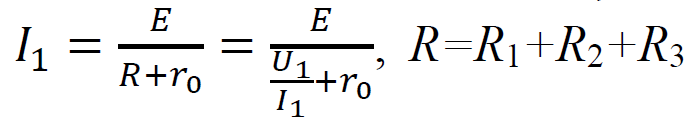 I₁ = E/(R+r₀) = E/(U₁/I₁+r₀), R=R₁+R₂+R₃